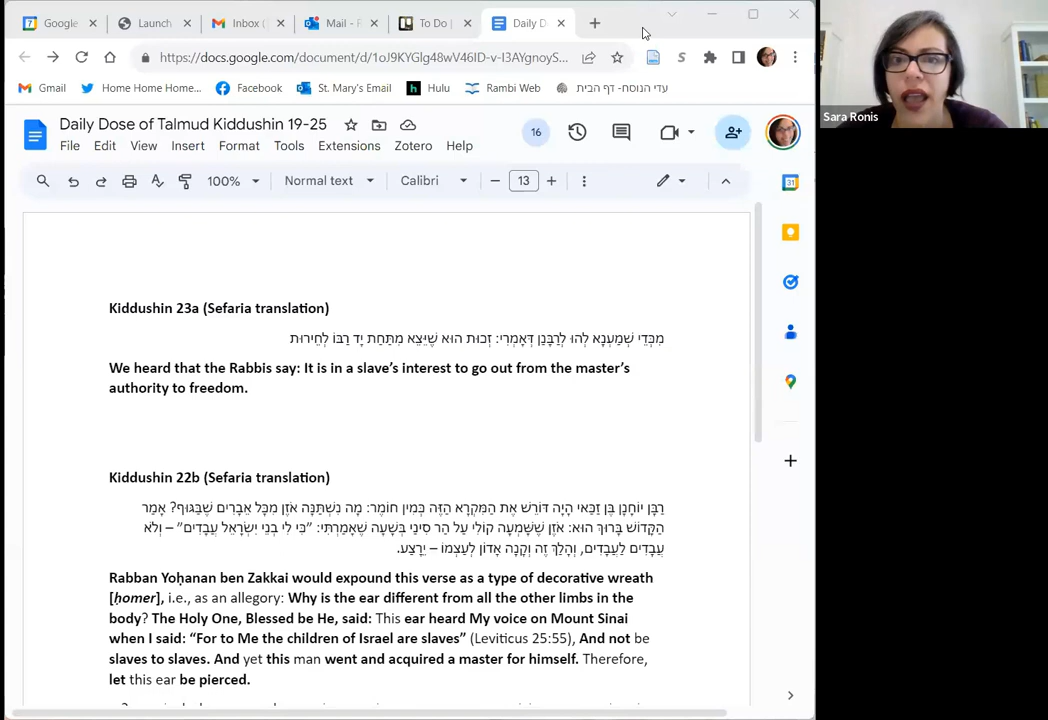 Google
Launch
Inbox (
Mail - F
To Do |
Daily D
https://docs.google.com/document/d/1oJ9KYGlg48wV46ID-v-I3AYgnoyS...
Gmail
Home Home Home...
Facebook
St. Mary's Email
Hulu
Rambi Web
עדי הנוסח- דף הבית
Sara Ronis
Daily Dose of Talmud Kiddushin 19-25
16
File Edit View Insert Format Tools Extensions Zotero Help
100% Normal text Calibri 13
31
Kiddushin 23a (Sefaria translation)
מִכְּדֵי שָׁמַעְנָא לְהוּ לְרַבָּנַן דְּאָמְרִי: זְכוּת הוּא שֶׁיֵּצֵא מִתַּחַת יַד רַבּוֹ לְחֵירוּת
We heard that the Rabbis say: It is in a slave's interest to go out from the master's
authority to freedom.
Kiddushin 22b (Sefaria translation)
רַבָּן יוֹחָנָן בֶּן זַכַּאי הָיָה דּוֹרֵשׁ אֶת הַמִּקְרָא הַזֶּה כְּמִין חוֹמֶר: מָה נִשְׁתַּנָּה אֹזֶן מִכׇּל אֵבָרִים שֶׁבַּגּוּף? אָמַר
הַקָּדוֹשׁ בָּרוּךְ הוּא: אֹזֶן שֶׁשָּׁמְעָה קוֹלִי עַל הַר סִינַי בְּשָׁעָה שֶׁאָמַרְתִּי: "כִּי לִי בְנֵי יִשְׂרָאֵל עֲבָדִים" – וְלֹא
עֲבָדִים לַעֲבָדִים, וְהָלַךְ זֶה וְקָנָה אָדוֹן לְעַצְמוֹ – יֵרָצַע.
Rabban Yoḥanan ben Zakkai would expound this verse as a type of decorative wreath
[ḥomer], i.e., as an allegory: Why is the ear different from all the other limbs in the
body? The Holy One, Blessed be He, said: This ear heard My voice on Mount Sinai
when I said: "For to Me the children of Israel are slaves" (Leviticus 25:55), And not be
slaves to slaves. And yet this man went and acquired a master for himself. Therefore,
let this ear be pierced.